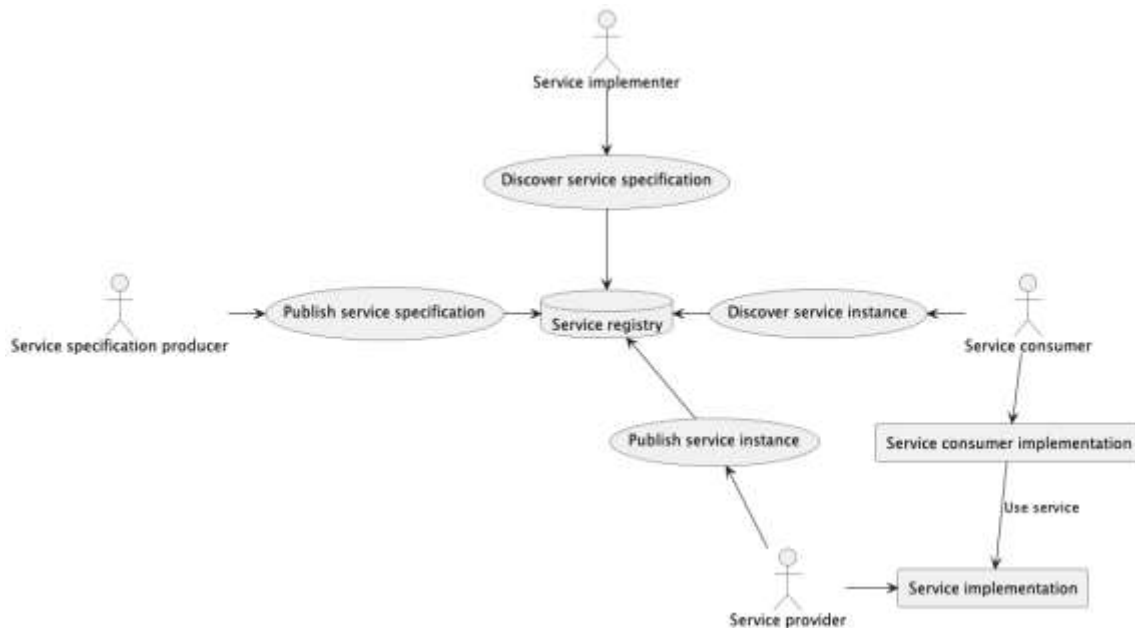 Service implementer
Discover service specification
Publish service specification
Service registry
Discover service instance
Service specification producer
Service consumer
Publish service instance
Service consumer implementation
Use service
Service implementation
Service provider